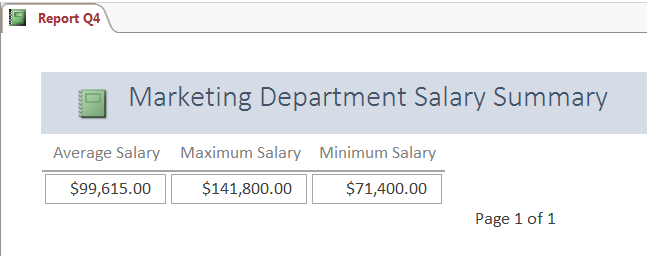 Report Q4
Marketing Department Salary Summary
Average Salary Maximum Salary Minimum Salary
$99,615.00 $141,800.00 $71,400.00
Page 1 of 1